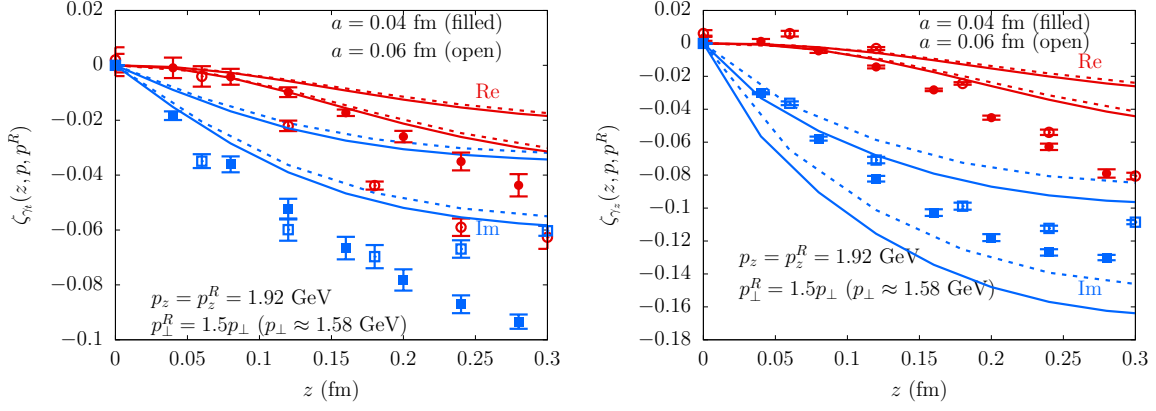 0.02
0
−0.02
−0.04
−0.06
−0.08
−0.1
0
0.05
0.1
0.15
0.2
0.25
0.3
ζγt(z, p, pᴿ)
z (fm)
a = 0.04 fm (filled)
a = 0.06 fm (open)
Re
Im
p_z = p_z^R = 1.92 GeV
p_⊥^R = 1.5p_⊥ (p_⊥ ≈ 1.58 GeV)
0.02
0
−0.02
−0.04
−0.06
−0.08
−0.1
−0.12
−0.14
−0.16
−0.18
0
0.05
0.1
0.15
0.2
0.25
0.3
ζγz(z, p, pᴿ)
z (fm)
a = 0.04 fm (filled)
a = 0.06 fm (open)
Re
p_z = p_z^R = 1.92 GeV
p_⊥^R = 1.5p_⊥ (p_⊥ ≈ 1.58 GeV)
Im